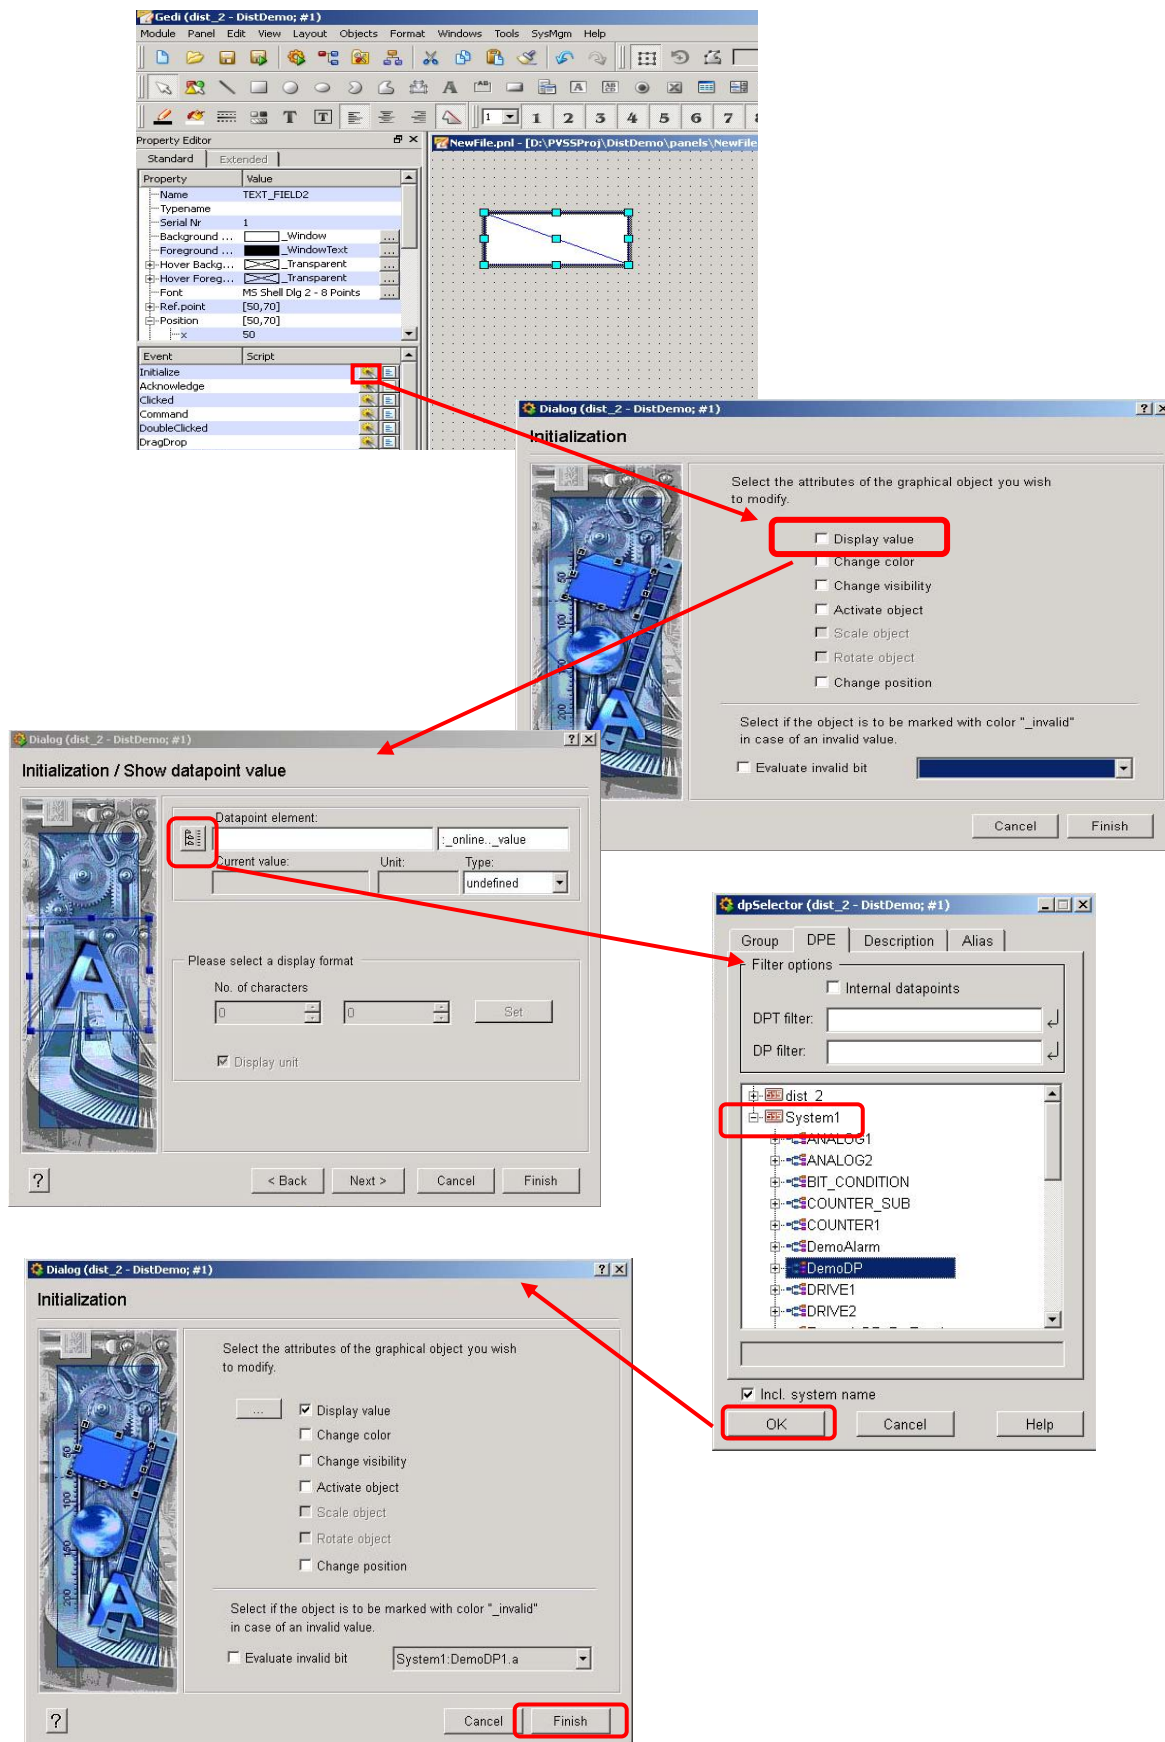 Gedi (dist_2 - DistDemo; #1)
Module Panel Edit View Layout Objects Format Windows Tools SysMgm Help
1 1 2 3 4 5 6 7
Property Editor
NewFile.pnl - [D:\PVSSProj\DistDemo\panels\NewFile
Standard Extended
Property Value
Name TEXT_FIELD2
Typename
Serial Nr 1
Background ... _Window ...
Foreground ... _WindowText ...
Hover Backg... _Transparent ...
Hover Foreg... _Transparent ...
Font MS Shell Dlg 2 - 8 Points ...
Ref.point [50,70]
Position [50,70]
x 50
Event Script
Initialize
Acknowledge
Clicked
Command
DoubleClicked
DragDrop
Dialog (dist_2 - DistDemo; #1)
Initialization
Select the attributes of the graphical object you wish
to modify.
Display value
Change color
Change visibility
Activate object
Scale object
Rotate object
Change position
Select if the object is to be marked with color "_invalid"
in case of an invalid value.
Evaluate invalid bit
Cancel Finish
Dialog (dist_2 - DistDemo; #1)
Initialization / Show datapoint value
Datapoint element:
:_online.._value
Current value: Unit: Type:
undefined
Please select a display format
No. of characters
0 0 Set
Display unit
? < Back Next > Cancel Finish
dpSelector (dist_2 - DistDemo; #1)
Group DPE Description Alias
Filter options
Internal datapoints
DPT filter:
DP filter:
dist_2
System1
ANALOG1
ANALOG2
BIT_CONDITION
COUNTER_SUB
COUNTER1
DemoAlarm
DemoDP
DRIVE1
DRIVE2
Incl. system name
OK Cancel Help
Dialog (dist_2 - DistDemo; #1)
Initialization
Select the attributes of the graphical object you wish
to modify.
... Display value
Change color
Change visibility
Activate object
Scale object
Rotate object
Change position
Select if the object is to be marked with color "_invalid"
in case of an invalid value.
Evaluate invalid bit System1:DemoDP1.a
? Cancel Finish